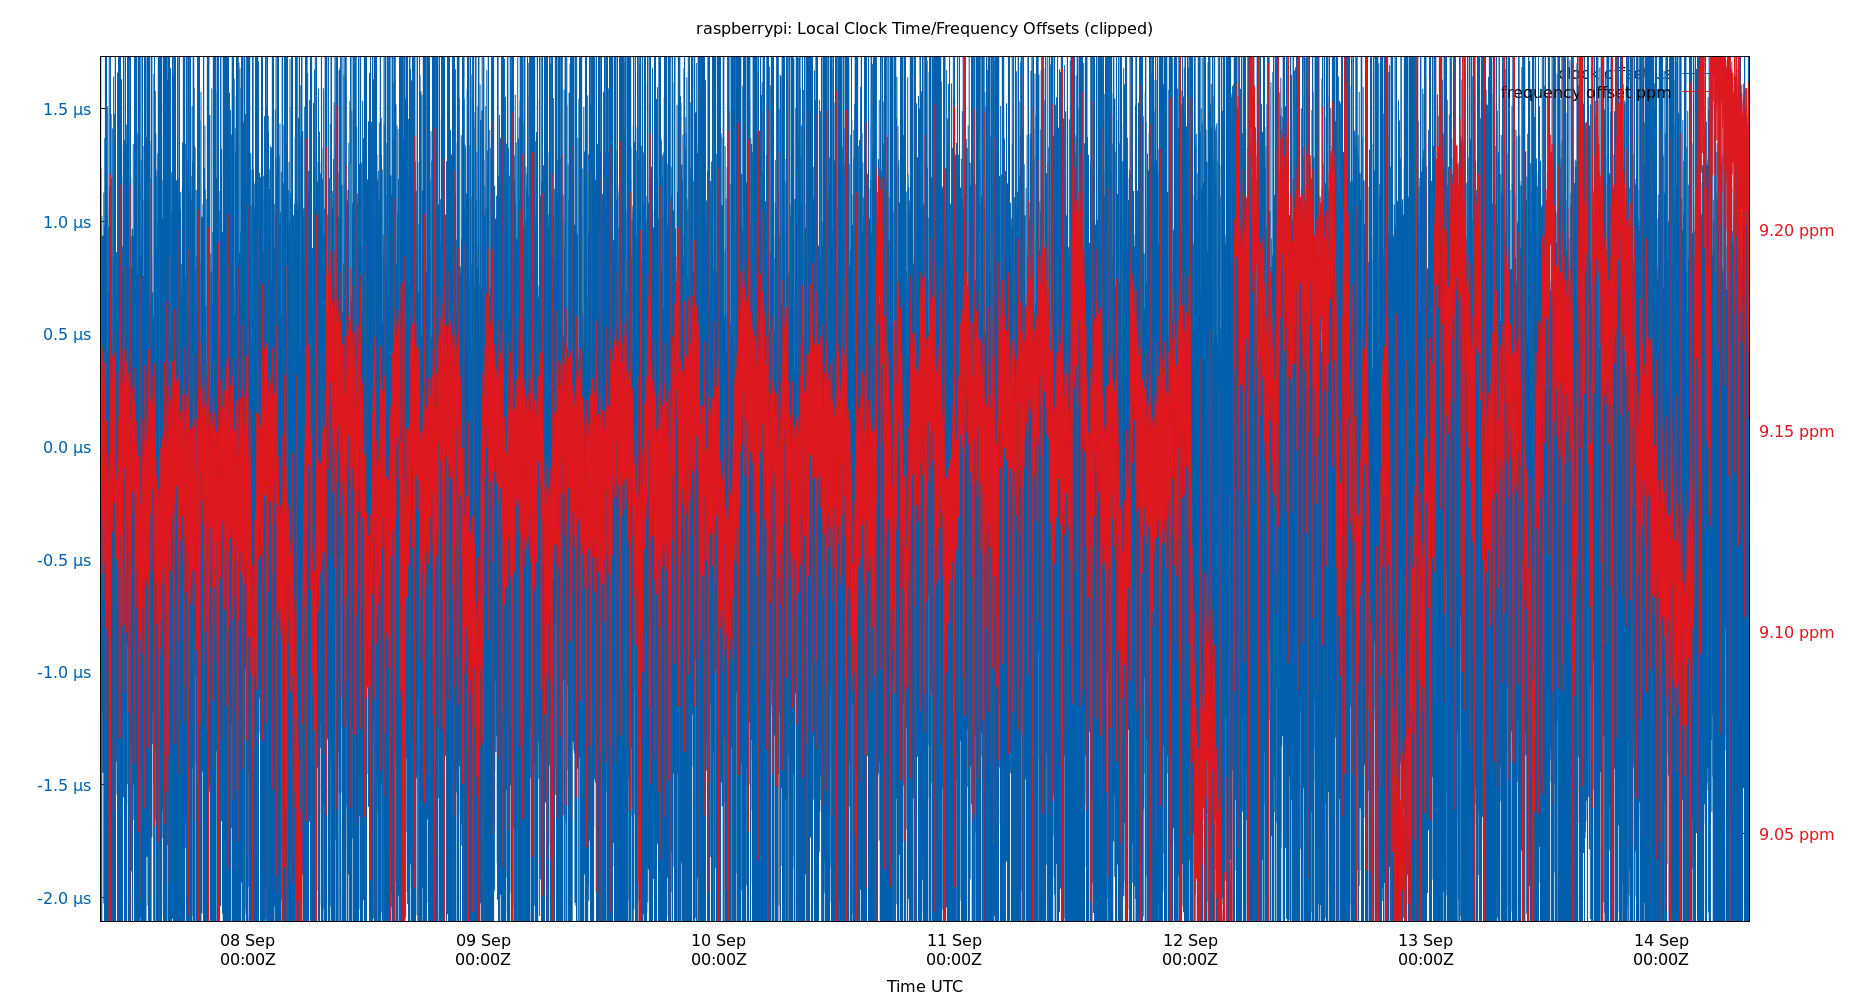 raspberrypi: Local Clock Time/Frequency Offsets (clipped)
clock offset µs
frequency offset ppm
1.5 µs
1.0 µs
0.5 µs
0.0 µs
-0.5 µs
-1.0 µs
-1.5 µs
-2.0 µs
9.20 ppm
9.15 ppm
9.10 ppm
9.05 ppm
08 Sep 09 Sep 10 Sep 11 Sep 12 Sep 13 Sep 14 Sep
00:00Z 00:00Z 00:00Z 00:00Z 00:00Z 00:00Z 00:00Z
Time UTC